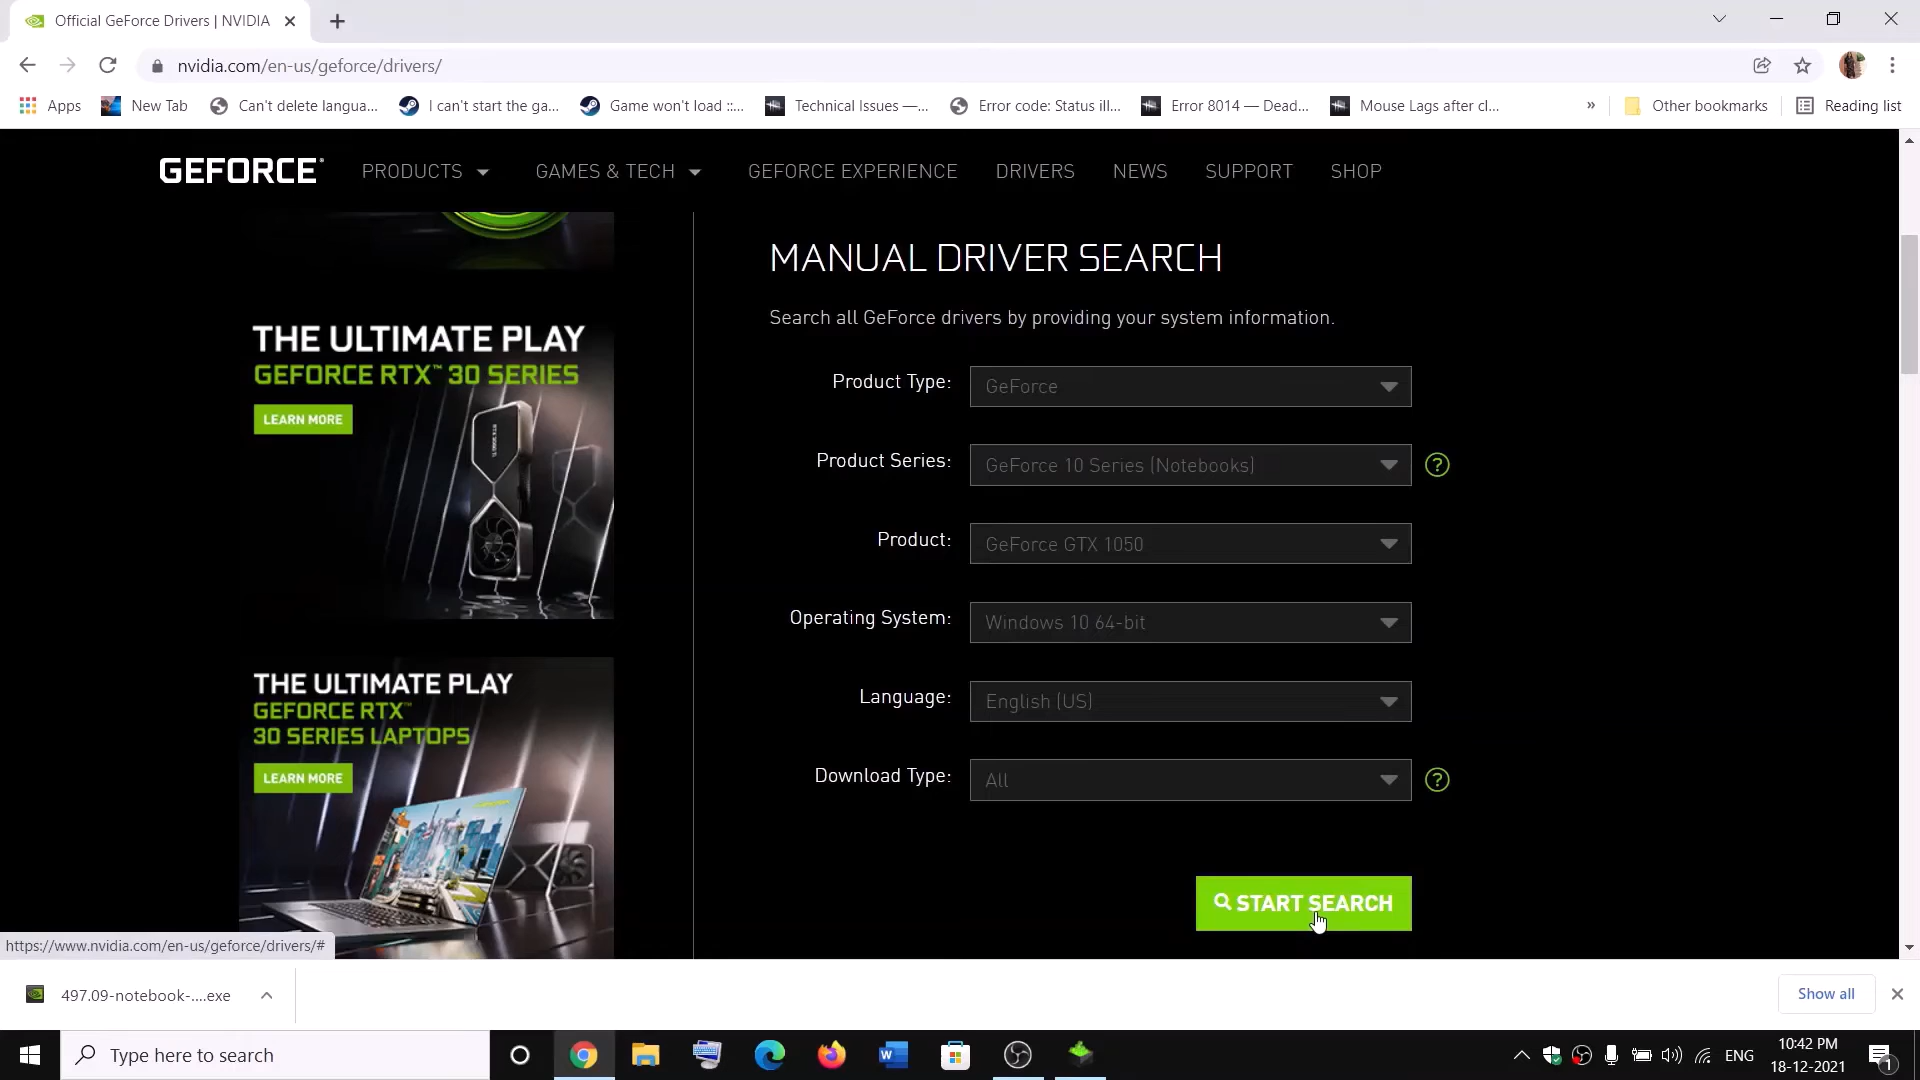 Official GeForce Drivers | NVIDIA
nvidia.com/en-us/geforce/drivers/
Apps
New Tab
Can't delete langua...
I can't start the ga...
Game won't load ::...
Technical Issues —...
Error code: Status ill...
Error 8014 — Dead...
Mouse Lags after cl...
»
Other bookmarks
Reading list
GEFORCE
PRODUCTS
GAMES & TECH
GEFORCE EXPERIENCE
DRIVERS
NEWS
SUPPORT
SHOP
THE ULTIMATE PLAY
GEFORCE RTX™ 30 SERIES
LEARN MORE
THE ULTIMATE PLAY
GEFORCE RTX™
30 SERIES LAPTOPS
LEARN MORE
MANUAL DRIVER SEARCH
Search all GeForce drivers by providing your system information.
Product Type: GeForce
Product Series: GeForce 10 Series (Notebooks) ?
Product: GeForce GTX 1050
Operating System: Windows 10 64-bit
Language: English (US)
Download Type: All ?
START SEARCH
https://www.nvidia.com/en-us/geforce/drivers/#
497.09-notebook-....exe
Show all
Type here to search
ENG
10:42 PM
18-12-2021
1